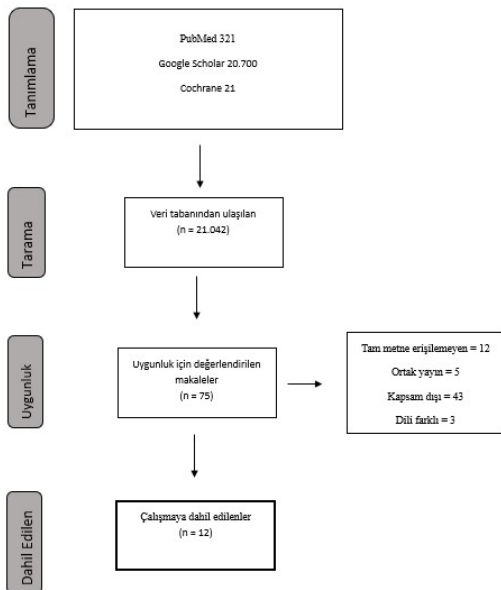 Tanımlama
PubMed 321
Google Scholar 20.700
Cochrane 21
Tarama
Veri tabanından ulaşılan
(n = 21.042)
Uygunluk
Uygunluk için değerlendirilen
makaleler
(n = 75)
Tam metne erişilemeyen = 12
Ortak yayın = 5
Kapsam dışı = 43
Dili farklı = 3
Dahil Edilen
Çalışmaya dahil edilenler
(n = 12)